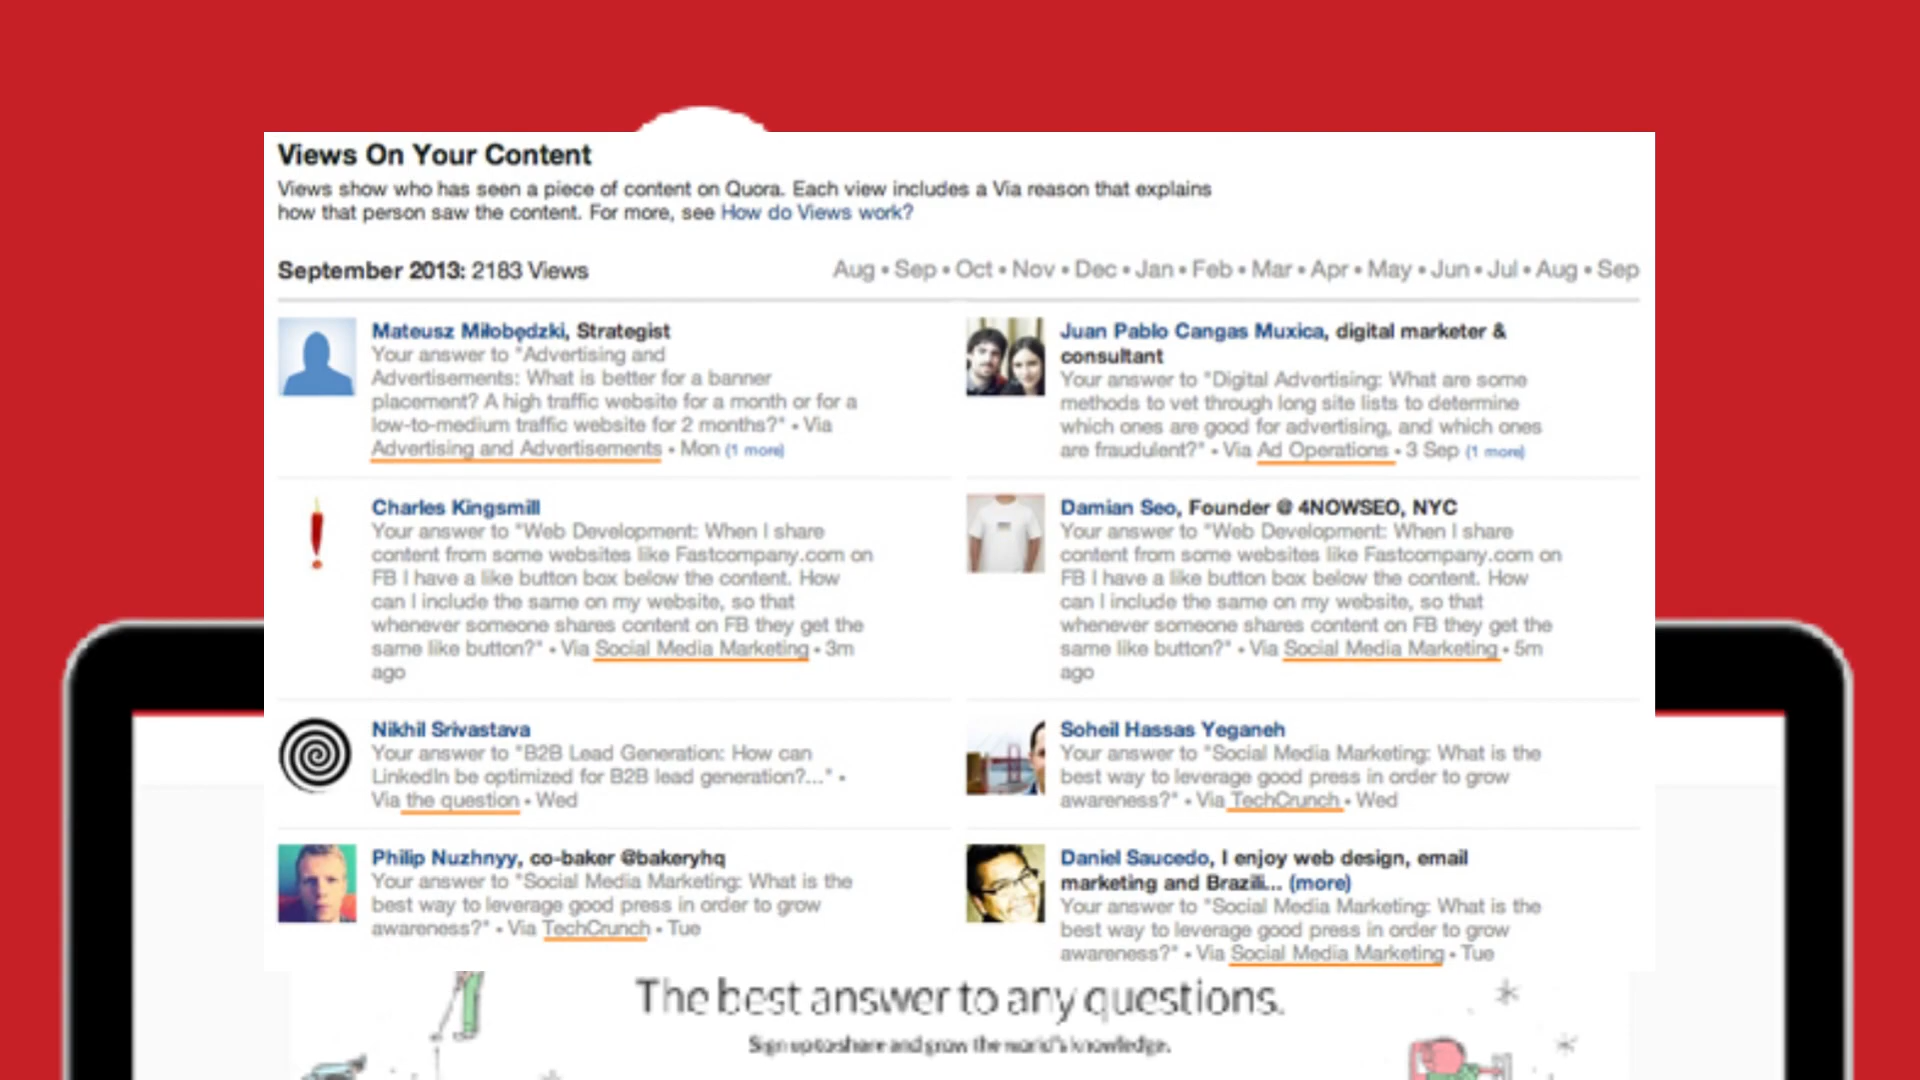 Views On Your Content
Views show who has seen a piece of content on Quora. Each view includes a Via reason that explains
how that person saw the content. For more, see How do Views work?
September 2013: 2183 Views
Aug • Sep • Oct • Nov • Dec • Jan • Feb • Mar • Apr • May • Jun • Jul • Aug • Sep
Mateusz Miłobędzki, Strategist
Your answer to "Advertising and
Advertisements: What is better for a banner
placement? A high traffic website for a month or for a
low-to-medium traffic website for 2 months?" • Via
Advertising and Advertisements • Mon (1 more)
Juan Pablo Cangas Muxica, digital marketer &
consultant
Your answer to "Digital Advertising: What are some
methods to vet through long site lists to determine
which ones are good for advertising, and which ones
are fraudulent?" • Via Ad Operations • 3 Sep (1 more)
Charles Kingsmill
Your answer to "Web Development: When I share
content from some websites like Fastcompany.com on
FB I have a like button box below the content. How
can I include the same on my website, so that
whenever someone shares content on FB they get the
same like button?" • Via Social Media Marketing • 3m
ago
Damian Seo, Founder @ 4NOWSEO, NYC
Your answer to "Web Development: When I share
content from some websites like Fastcompany.com on
FB I have a like button box below the content. How
can I include the same on my website, so that
whenever someone shares content on FB they get the
same like button?" • Via Social Media Marketing • 5m
ago
Nikhil Srivastava
Your answer to "B2B Lead Generation: How can
LinkedIn be optimized for B2B lead generation?..." •
Via the question • Wed
Soheil Hassas Yeganeh
Your answer to "Social Media Marketing: What is the
best way to leverage good press in order to grow
awareness?" • Via TechCrunch • Wed
Philip Nuzhnyy, co-baker @bakeryhq
Your answer to "Social Media Marketing: What is the
best way to leverage good press in order to grow
awareness?" • Via TechCrunch • Tue
Daniel Saucedo, I enjoy web design, email
marketing and Brazili... (more)
Your answer to "Social Media Marketing: What is the
best way to leverage good press in order to grow
awareness?" • Via Social Media Marketing • Tue
The best answer to any questions.
Sign up to share and grow the world's knowledge.